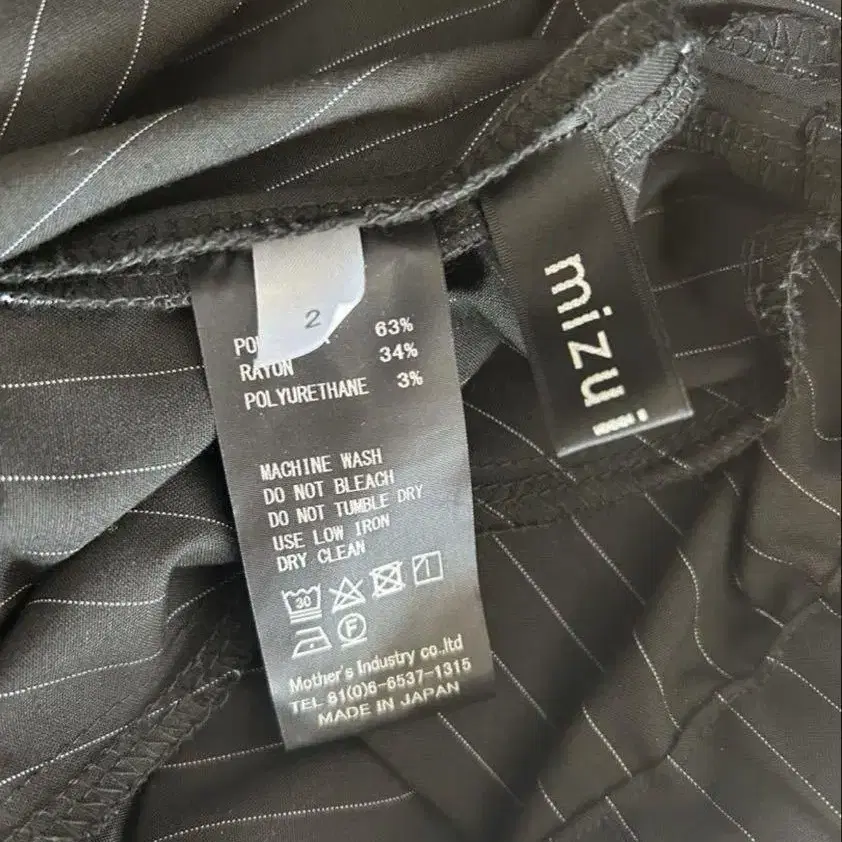 2
63%
RAYON 34%
POLYURETHANE 3%
MACHINE WASH
DO NOT BLEACH
DO NOT TUMBLE DRY
USE LOW IRON
DRY CLEAN
30
F
Mother's Industry co.,ltd
TEL 81(0)6-6537-1315
MADE IN JAPAN
mizu